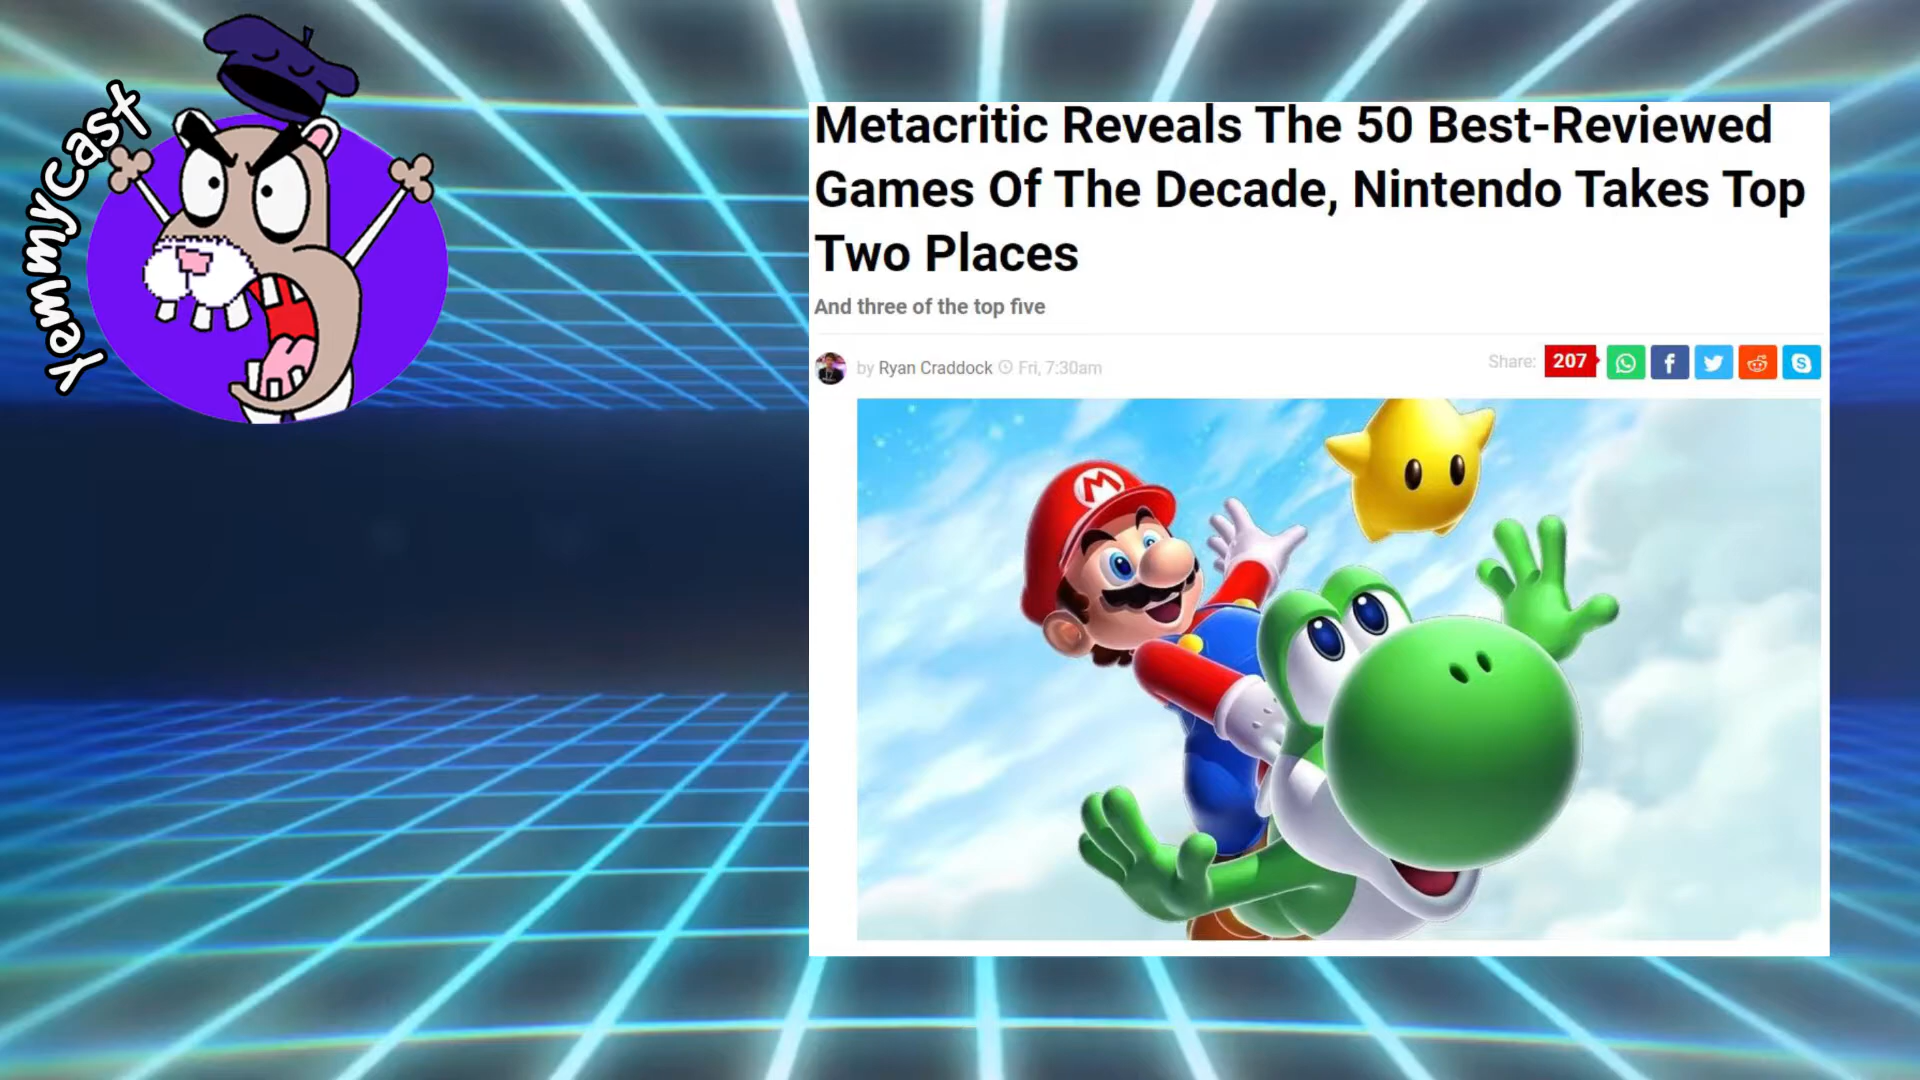 Yemmycast
Metacritic Reveals The 50 Best-Reviewed
Games Of The Decade, Nintendo Takes Top
Two Places
And three of the top five
by Ryan Craddock Fri, 7:30am
Share: 207
M